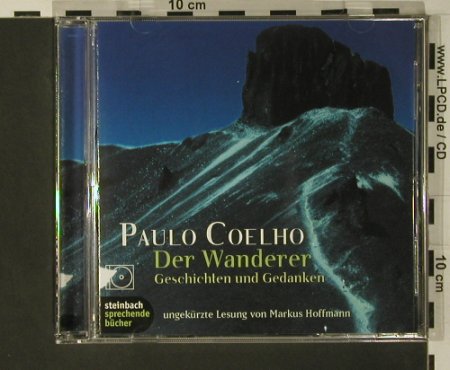 10 cm
www.LPCD.de / CD
PAULO COELHO
Der Wanderer
Geschichten und Gedanken
steinbach
sprechende
bücher
ungekürzte Lesung von Markus Hoffmann
10 cm